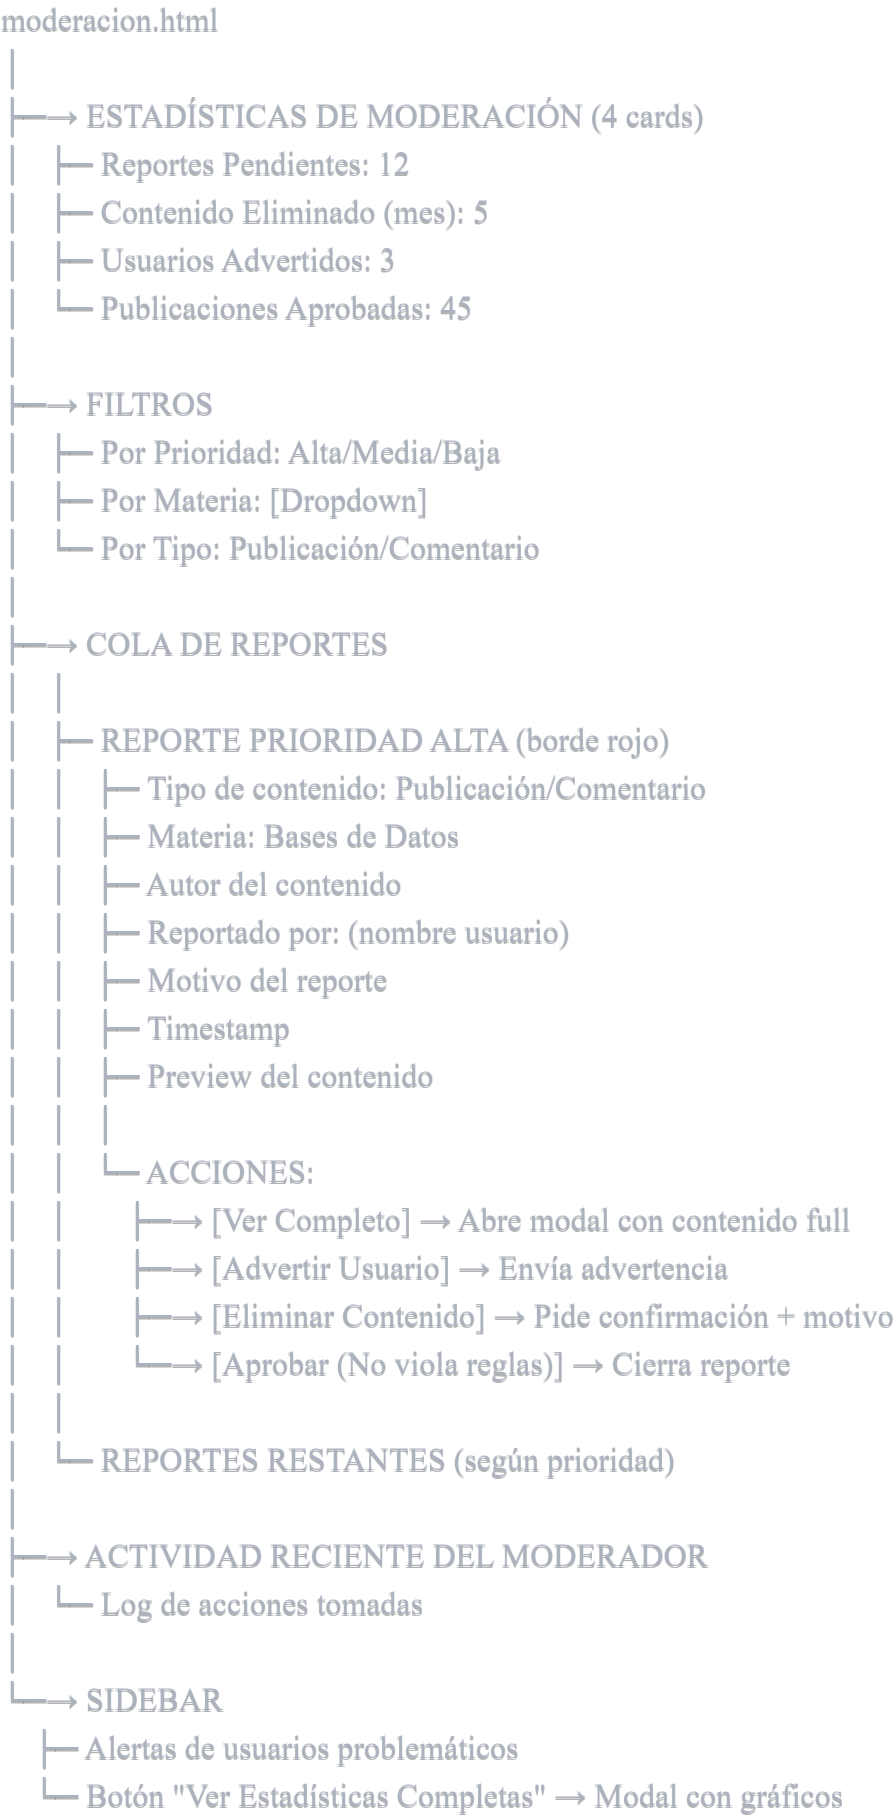 moderacion.html
│
├──→ ESTADÍSTICAS DE MODERACIÓN (4 cards)
│   ├── Reportes Pendientes: 12
│   ├── Contenido Eliminado (mes): 5
│   ├── Usuarios Advertidos: 3
│   └── Publicaciones Aprobadas: 45
│
├──→ FILTROS
│   ├── Por Prioridad: Alta/Media/Baja
│   ├── Por Materia: [Dropdown]
│   └── Por Tipo: Publicación/Comentario
│
├──→ COLA DE REPORTES
│   │
│   ├── REPORTE PRIORIDAD ALTA (borde rojo)
│   │   ├── Tipo de contenido: Publicación/Comentario
│   │   ├── Materia: Bases de Datos
│   │   ├── Autor del contenido
│   │   ├── Reportado por: (nombre usuario)
│   │   ├── Motivo del reporte
│   │   ├── Timestamp
│   │   ├── Preview del contenido
│   │   │
│   │   └── ACCIONES:
│   │       ├──→ [Ver Completo] → Abre modal con contenido full
│   │       ├──→ [Advertir Usuario] → Envía advertencia
│   │       ├──→ [Eliminar Contenido] → Pide confirmación + motivo
│   │       └──→ [Aprobar (No viola reglas)] → Cierra reporte
│   │
│   └── REPORTES RESTANTES (según prioridad)
│
├──→ ACTIVIDAD RECIENTE DEL MODERADOR
│   └── Log de acciones tomadas
│
└──→ SIDEBAR
    ├── Alertas de usuarios problemáticos
    └── Botón "Ver Estadísticas Completas" → Modal con gráficos